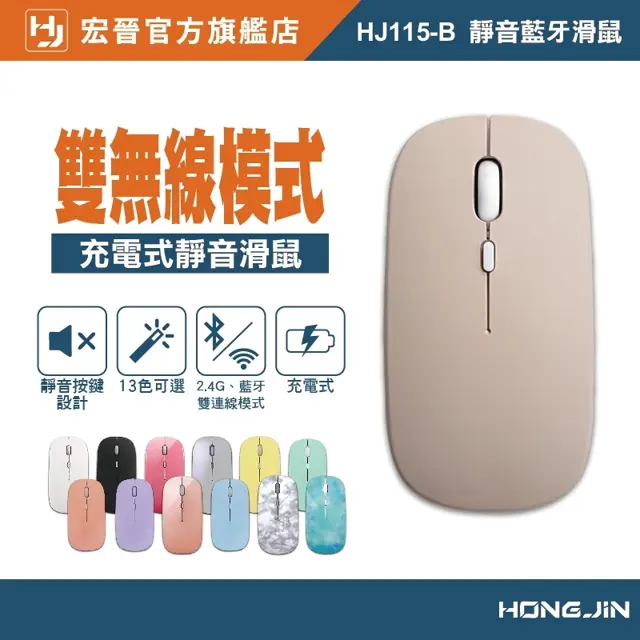 HJ 宏晉官方旗艦店
HJ115-B 靜音藍牙滑鼠
雙無線模式
充電式靜音滑鼠
靜音按鍵
設計
13色可選
2.4G、藍牙
雙連線模式
充電式
HONGJIN